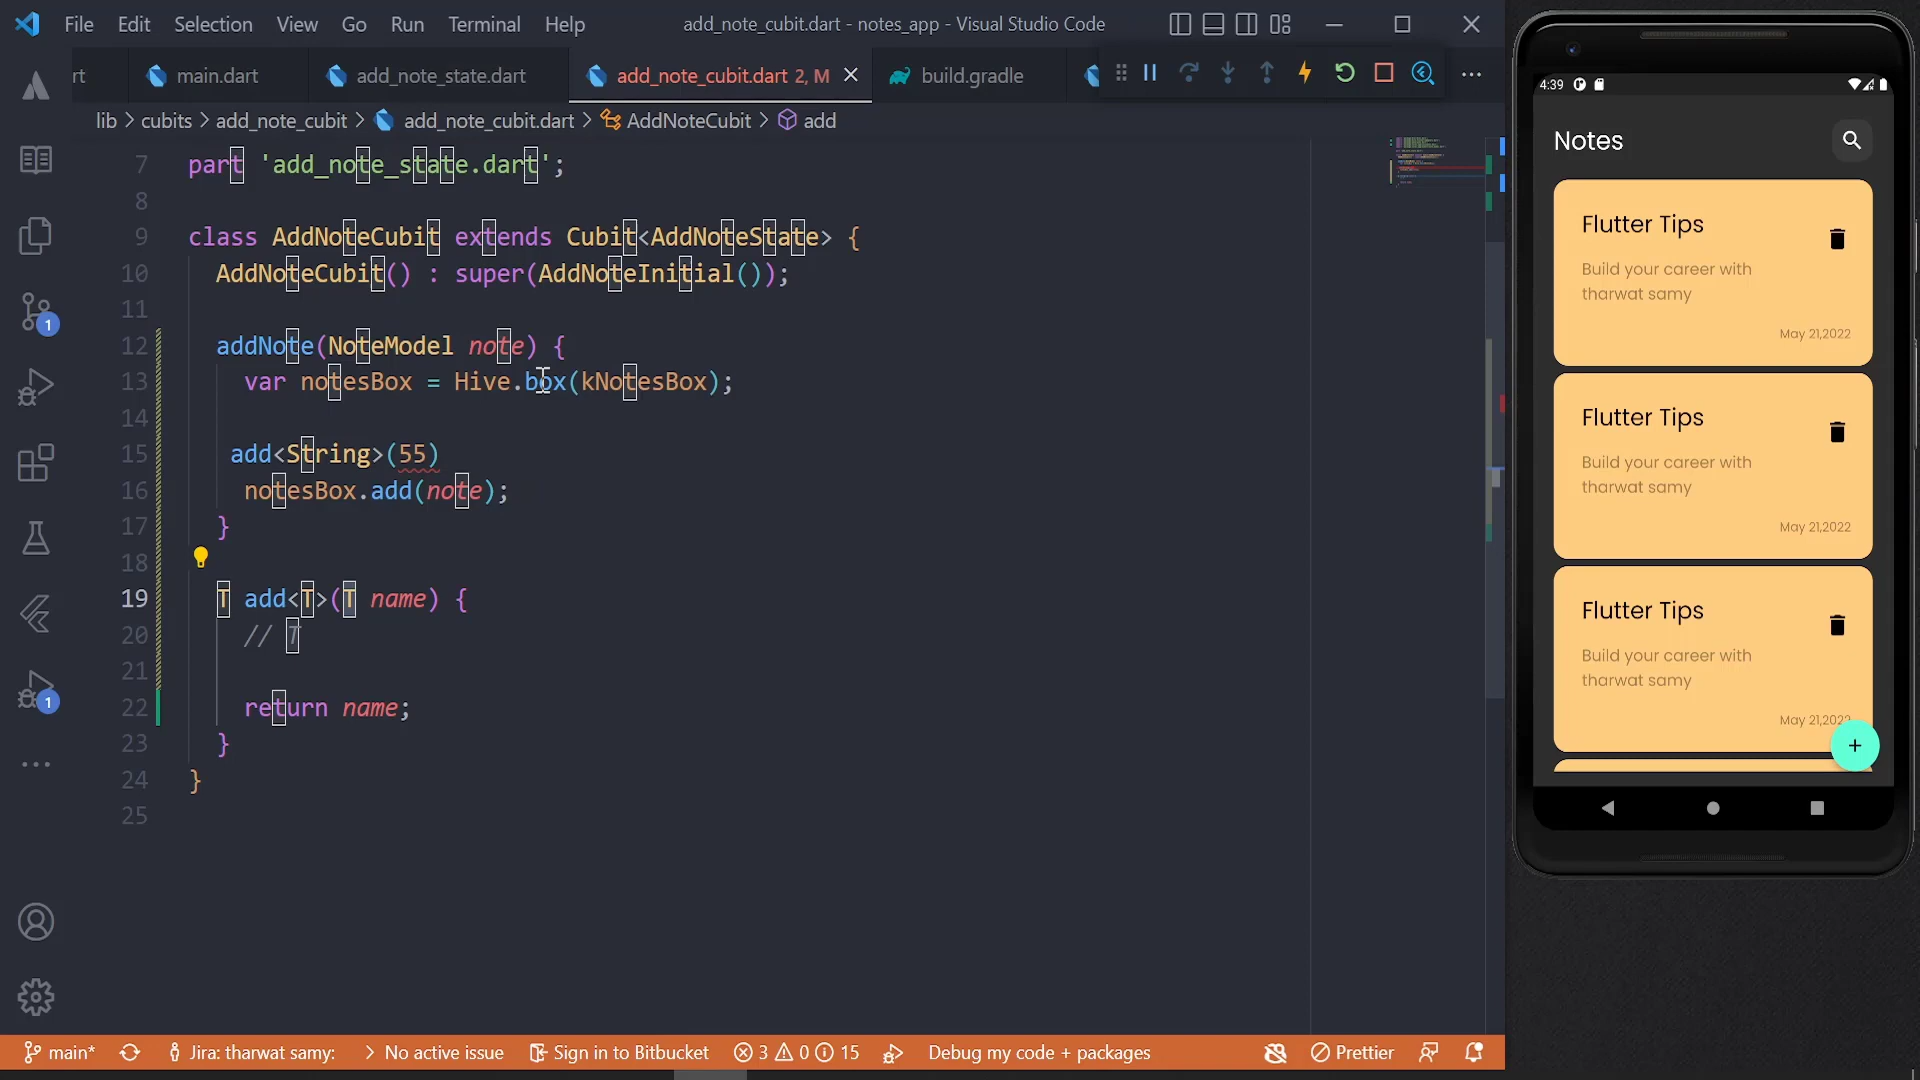 File Edit Selection View Go Run Terminal Help
add_note_cubit.dart - notes_app - Visual Studio Code
rt main.dart add_note_state.dart add_note_cubit.dart 2, M build.gradle
lib > cubits > add_note_cubit > add_note_cubit.dart > AddNoteCubit > add
7 part 'add_note_state.dart';
8
9 class AddNoteCubit extends Cubit<AddNoteState> {
10 AddNoteCubit() : super(AddNoteInitial());
11
12 addNote(NoteModel note) {
13 var notesBox = Hive.box(kNotesBox);
14
15 add<String>(55)
16 notesBox.add(note);
17 }
18
19 T add<T>(T name) {
20 // T
21
22 return name;
23 }
24 }
25
1
1
main* Jira: tharwat samy: > No active issue Sign in to Bitbucket 3 0 15 Debug my code + packages Prettier
4:39
Notes
Flutter Tips
Build your career with
tharwat samy
May 21,2022
Flutter Tips
Build your career with
tharwat samy
May 21,2022
Flutter Tips
Build your career with
tharwat samy
May 21,2022
+